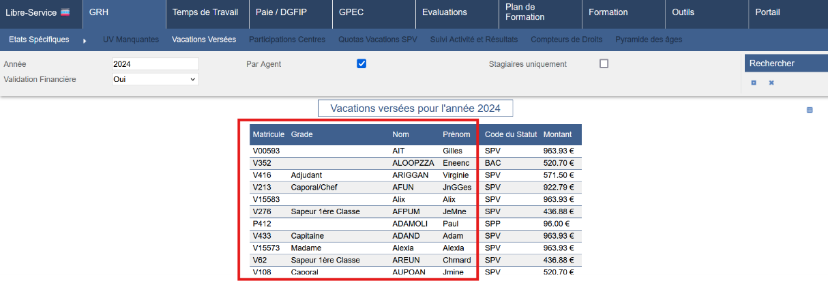 Libre-Service GRH Temps de Travail Paie / DGFIP GPEC Evaluations Plan de Formation Formation Outils Portail
Etats Spécifiques UV Manquantes Vacations Versées Participations Centres Quotas Vacations SPV Suivi Activité et Résultats Compteurs de Droits Pyramide des âges
Année 2024 Par Agent Stagiaires uniquement Rechercher
Validation Financière Oui
Vacations versées pour l'année 2024
Matricule Grade Nom Prénom Code du Statut Montant
V00593 AIT Gilles SPV 963.93 €
V352 ALOOPZZA Eneenc BAC 520.70 €
V416 Adjudant ARIGGAN Virginie SPV 571.50 €
V213 Caporal/Chef AFUN JnGGes SPV 922.79 €
V15583 Alix Alix SPV 963.93 €
V276 Sapeur 1ère Classe AFPUM JeMne SPV 436.88 €
P412 ADAMOLI Paul SPP 96.00 €
V433 Capitaine ADAND Adam SPV 963.93 €
V15573 Madame Alexia Alexia SPV 963.93 €
V62 Sapeur 1ère Classe AREUN Chrnard SPV 436.88 €
V108 Caooral AUPOAN Jmine SPV 520.70 €